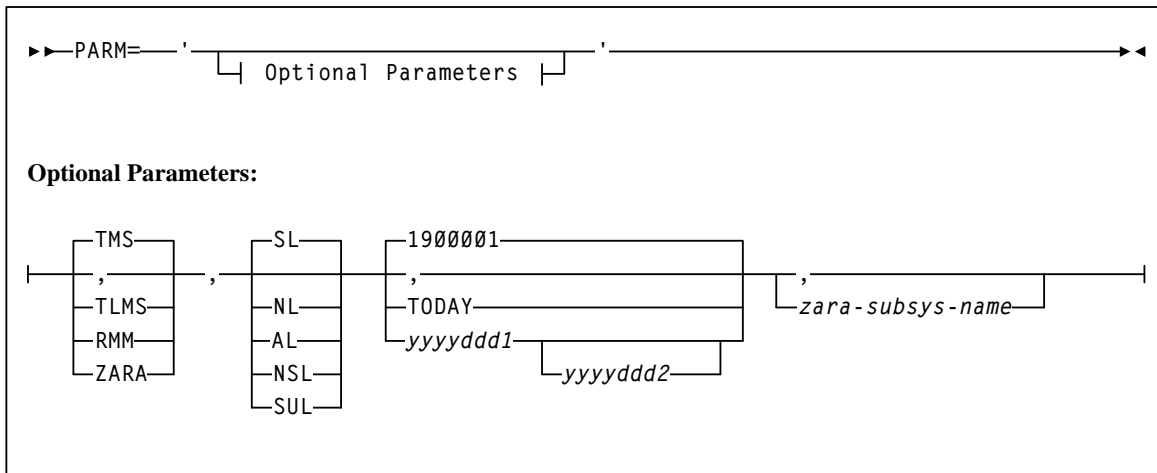 PARM= ' '
Optional Parameters
Optional Parameters:
TMS SL 19ØØØØ1
, , , ,
TLMS NL TODAY zara-subsys-name
RMM AL yyyyddd1
ZARA NSL yyyyddd2
SUL